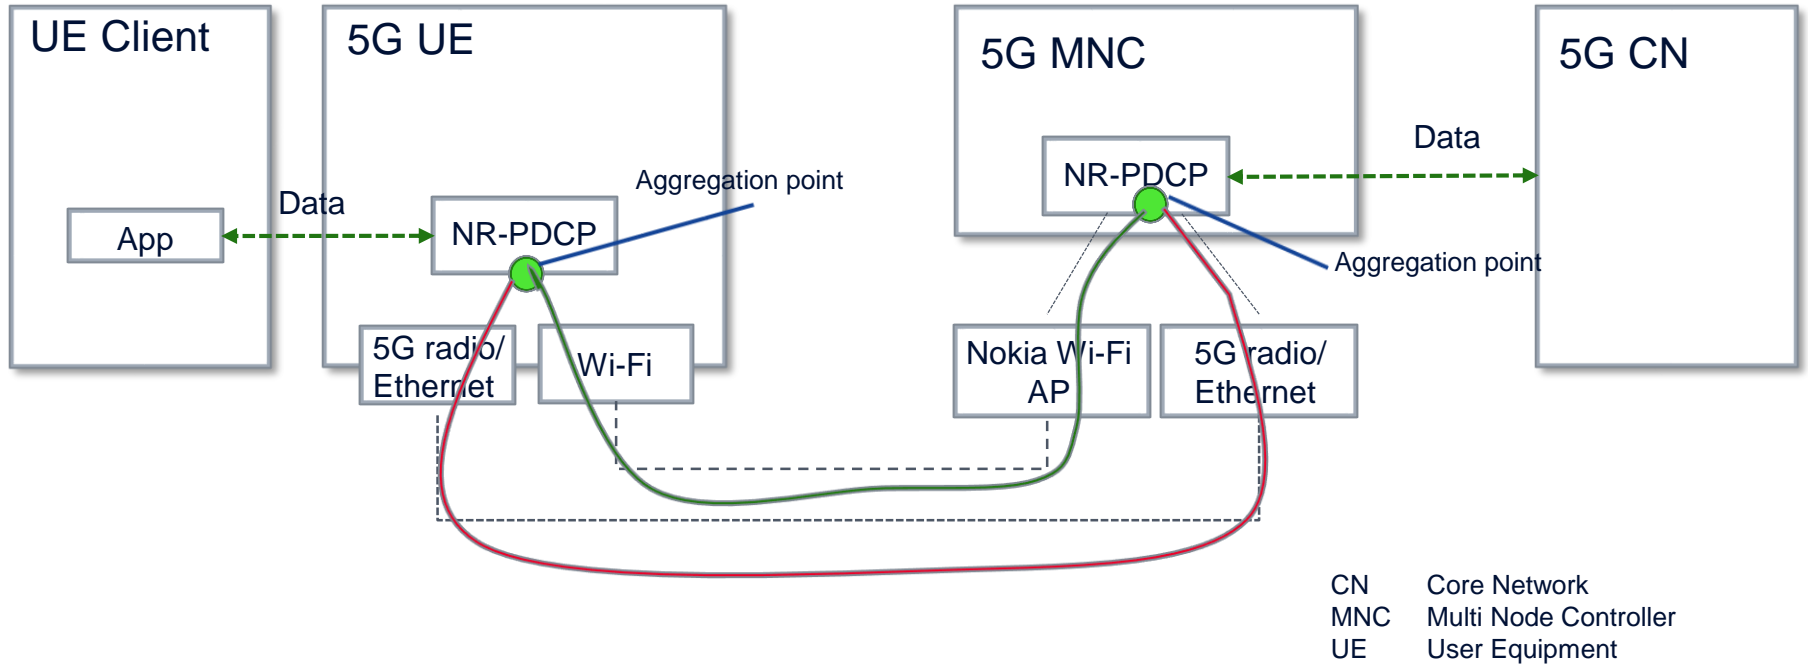 UE Client
5G UE
5G MNC
5G CN
Data
NR-PDCP
Aggregation point
Data
App
NR-PDCP
Aggregation point
5G radio/
Ethernet
Wi-Fi
Nokia Wi-Fi
AP
5G radio/
Ethernet
CN Core Network
MNC Multi Node Controller
UE User Equipment